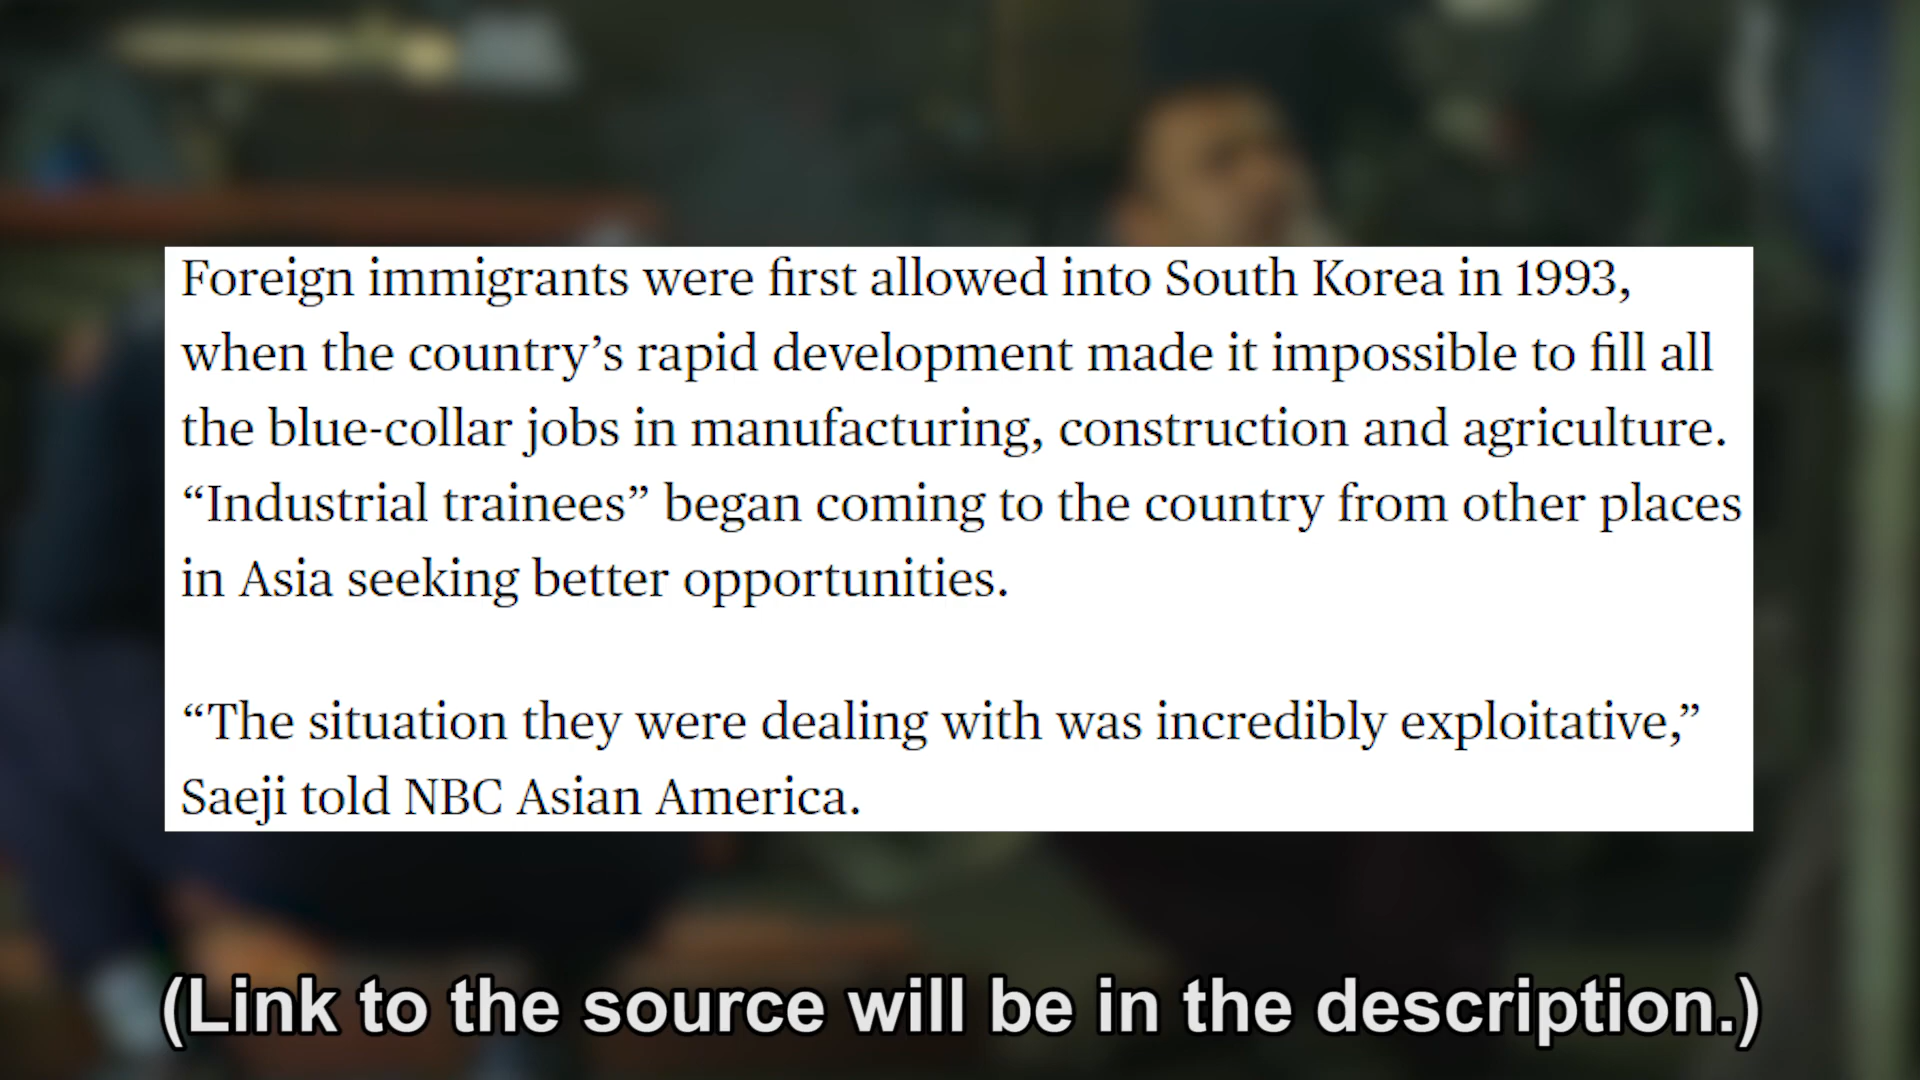 Foreign immigrants were first allowed into South Korea in 1993,
when the country’s rapid development made it impossible to fill all
the blue-collar jobs in manufacturing, construction and agriculture.
“Industrial trainees” began coming to the country from other places
in Asia seeking better opportunities.
“The situation they were dealing with was incredibly exploitative,”
Saeji told NBC Asian America.
(Link to the source will be in the description.)